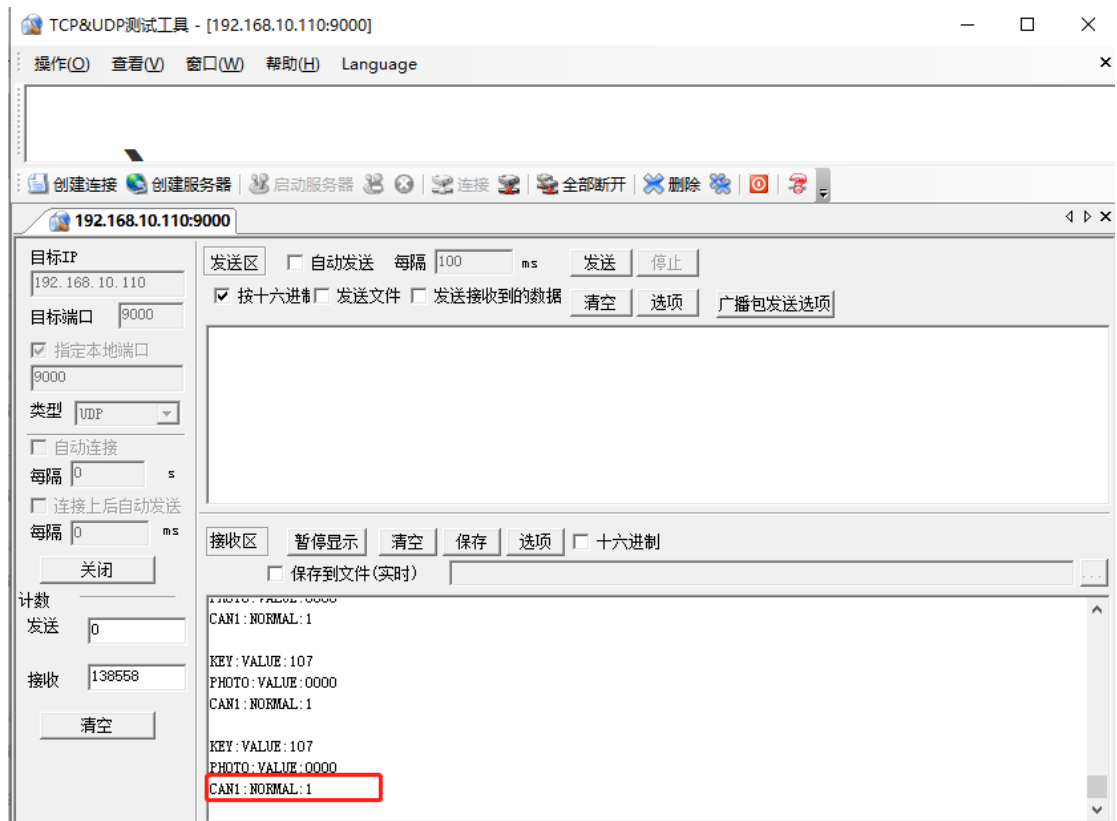 TCP&UDP测试工具 - [192.168.10.110:9000]
操作(O) 查看(V) 窗口(W) 帮助(H) Language
创建连接 创建服务器 启动服务器 连接 全部断开 删除
192.168.10.110:9000
目标IP
192.168.10.110
目标端口 9000
指定本地端口
9000
类型 UDP
自动连接
每隔 0 s
连接上后自动发送
每隔 0 ms
关闭
计数
发送 0
接收 138558
清空
发送区 自动发送 每隔 100 ms 发送 停止
按十六进制 发送文件 发送接收到的数据 清空 选项 广播包发送选项
接收区 暂停显示 清空 保存 选项 十六进制
保存到文件(实时) ...
PHOTO:VALUE:0000
CAN1:NORMAL:1
KEY:VALUE:107
PHOTO:VALUE:0000
CAN1:NORMAL:1
KEY:VALUE:107
PHOTO:VALUE:0000
CAN1:NORMAL:1